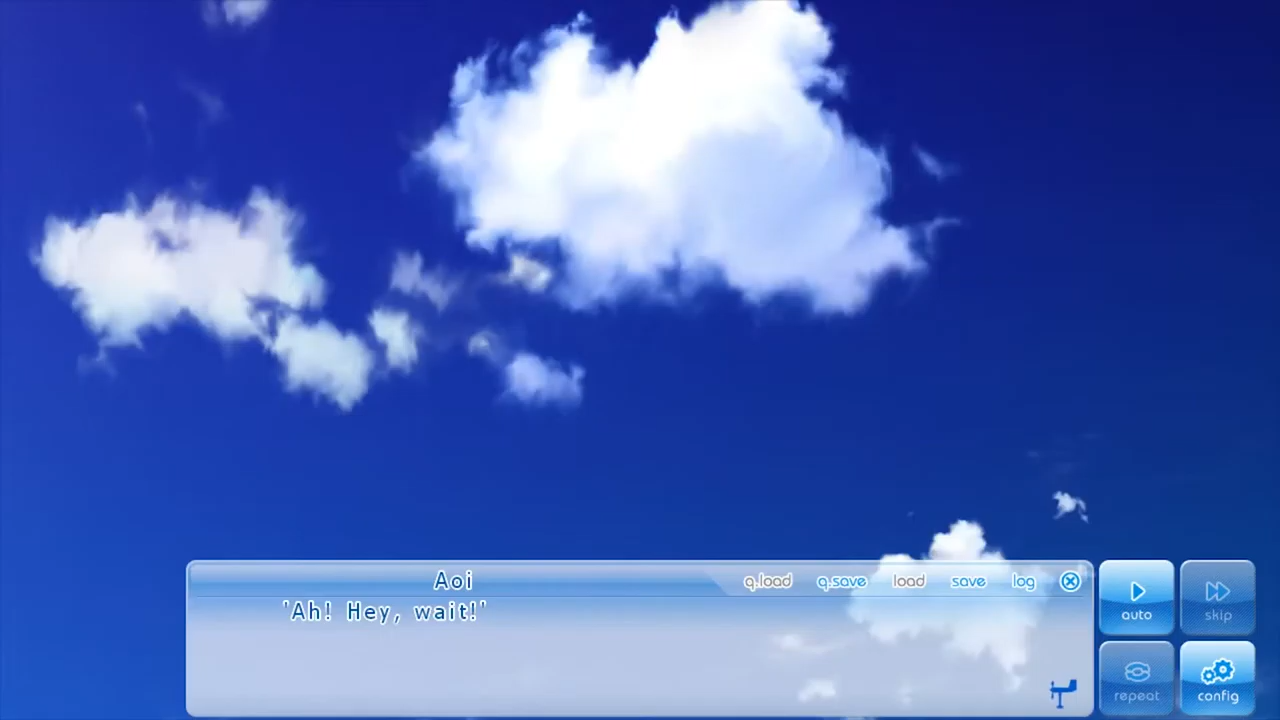 Aoi
q.load q.save load save log
'Ah! Hey, wait!'
auto
skip
repeat
config